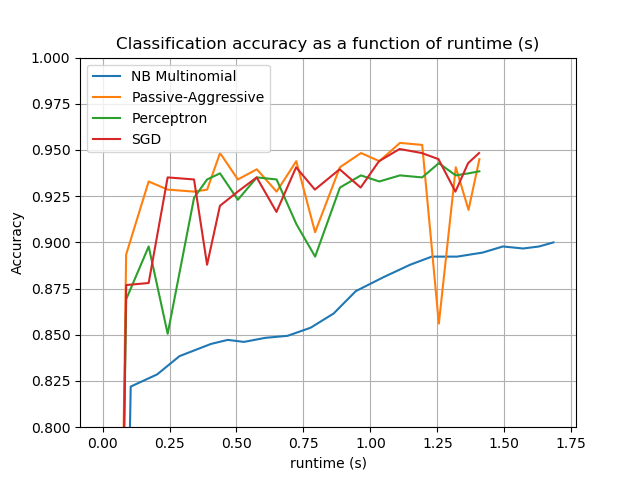 Classification accuracy as a function of runtime (s)
NB Multinomial
Passive-Aggressive
Perceptron
SGD
Accuracy
1.000
0.975
0.950
0.925
0.900
0.875
0.850
0.825
0.800
0.00 0.25 0.50 0.75 1.00 1.25 1.50 1.75
runtime (s)